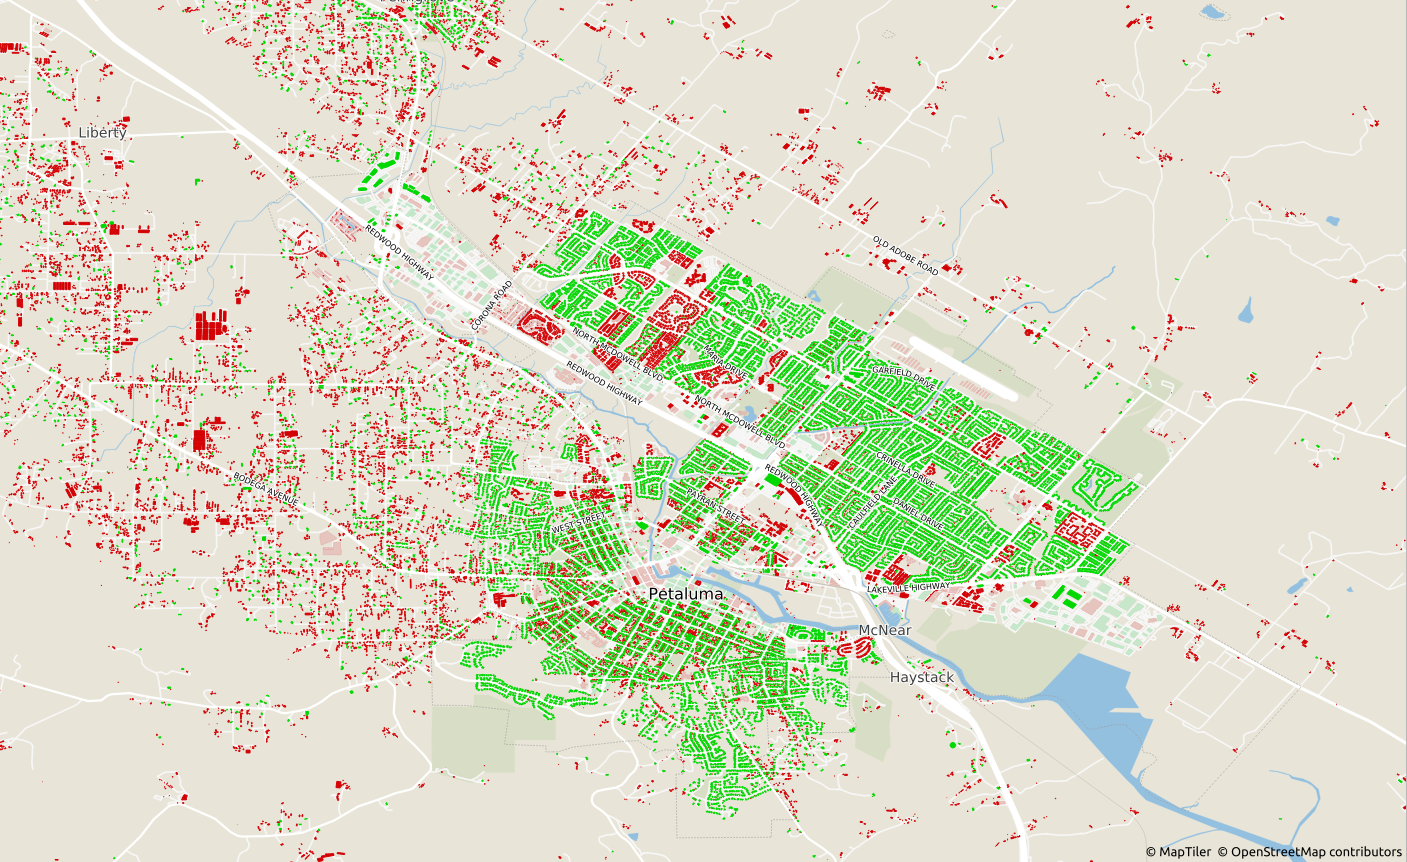 Liberty
REDWOOD HIGHWAY
OLD ADOBE ROAD
CORONA ROAD
NORTH MCDOWELL BLVD
MARIA DRIVE
REDWOOD HIGHWAY
GARFIELD DRIVE
NORTH MCDOWELL BLVD
BODEGA AVENUE
REDWOOD HIGHWAY
CRINELLA DRIVE
CAULFIELD LANE
PAYRAN STREET
DANIEL DRIVE
WEST STREET
LAKEVILLE HIGHWAY
Petaluma
McNear
Haystack
© MapTiler © OpenStreetMap contributors